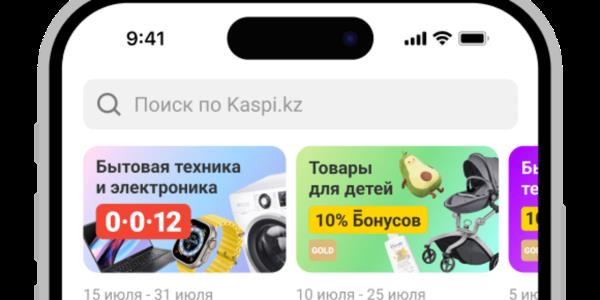 9:41
Поиск по Kaspi.kz
Бытовая техника
и электроника
0·0·12
Товары
для детей
10% Бонусов
GOLD
Бы
те
10
GOLD
15 июля - 31 июля
10 июля - 25 июля
5 ию